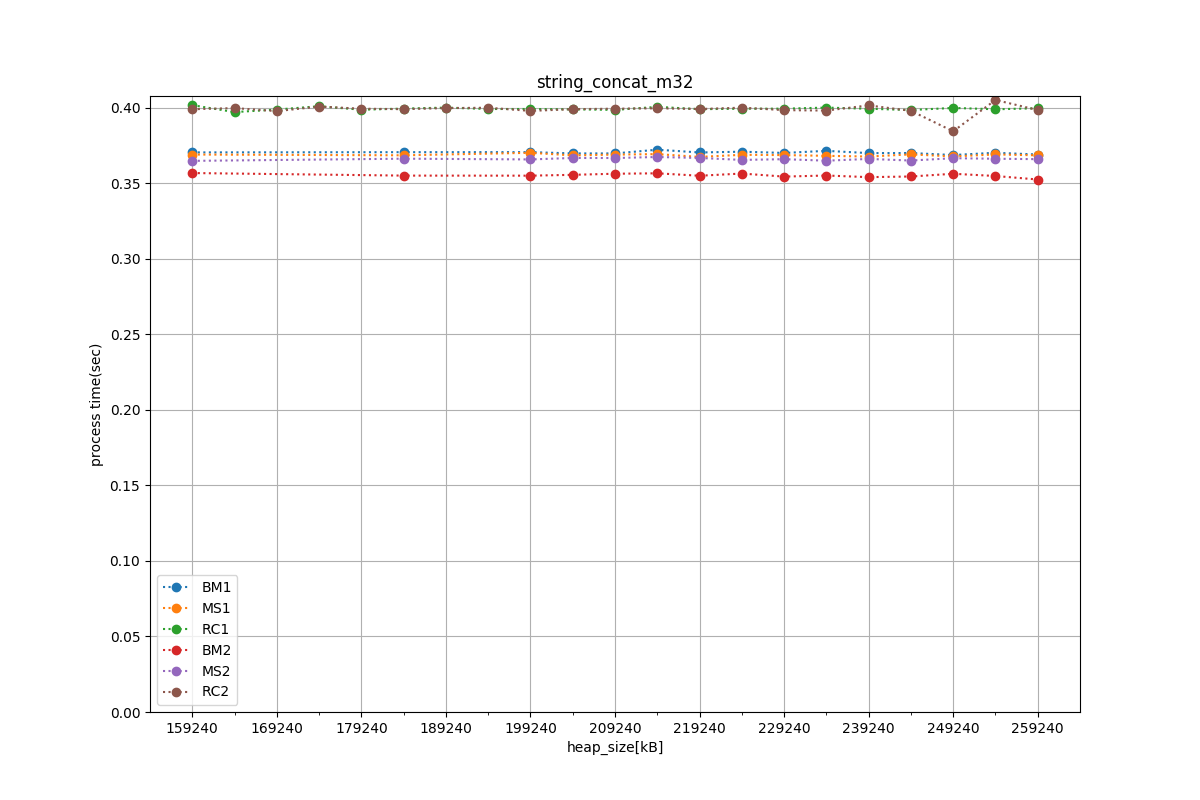 string_concat_m32
0.40
0.35
0.30
0.25
0.20
0.15
0.10
0.05
0.00
process time(sec)
BM1
MS1
RC1
BM2
MS2
RC2
159240 169240 179240 189240 199240 209240 219240 229240 239240 249240 259240
heap_size[kB]